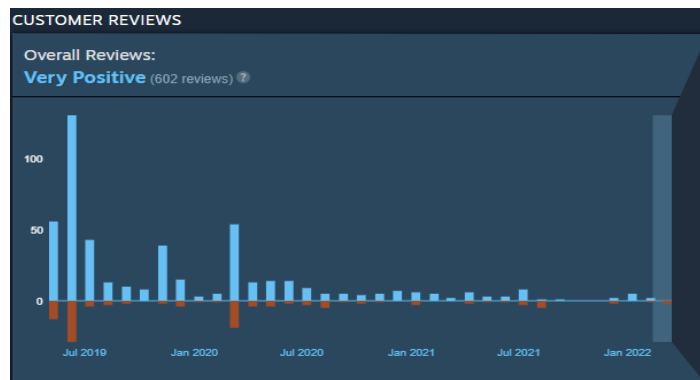 CUSTOMER REVIEWS
Overall Reviews:
Very Positive (602 reviews) ?
100
50
0
Jul 2019 Jan 2020 Jul 2020 Jan 2021 Jul 2021 Jan 2022